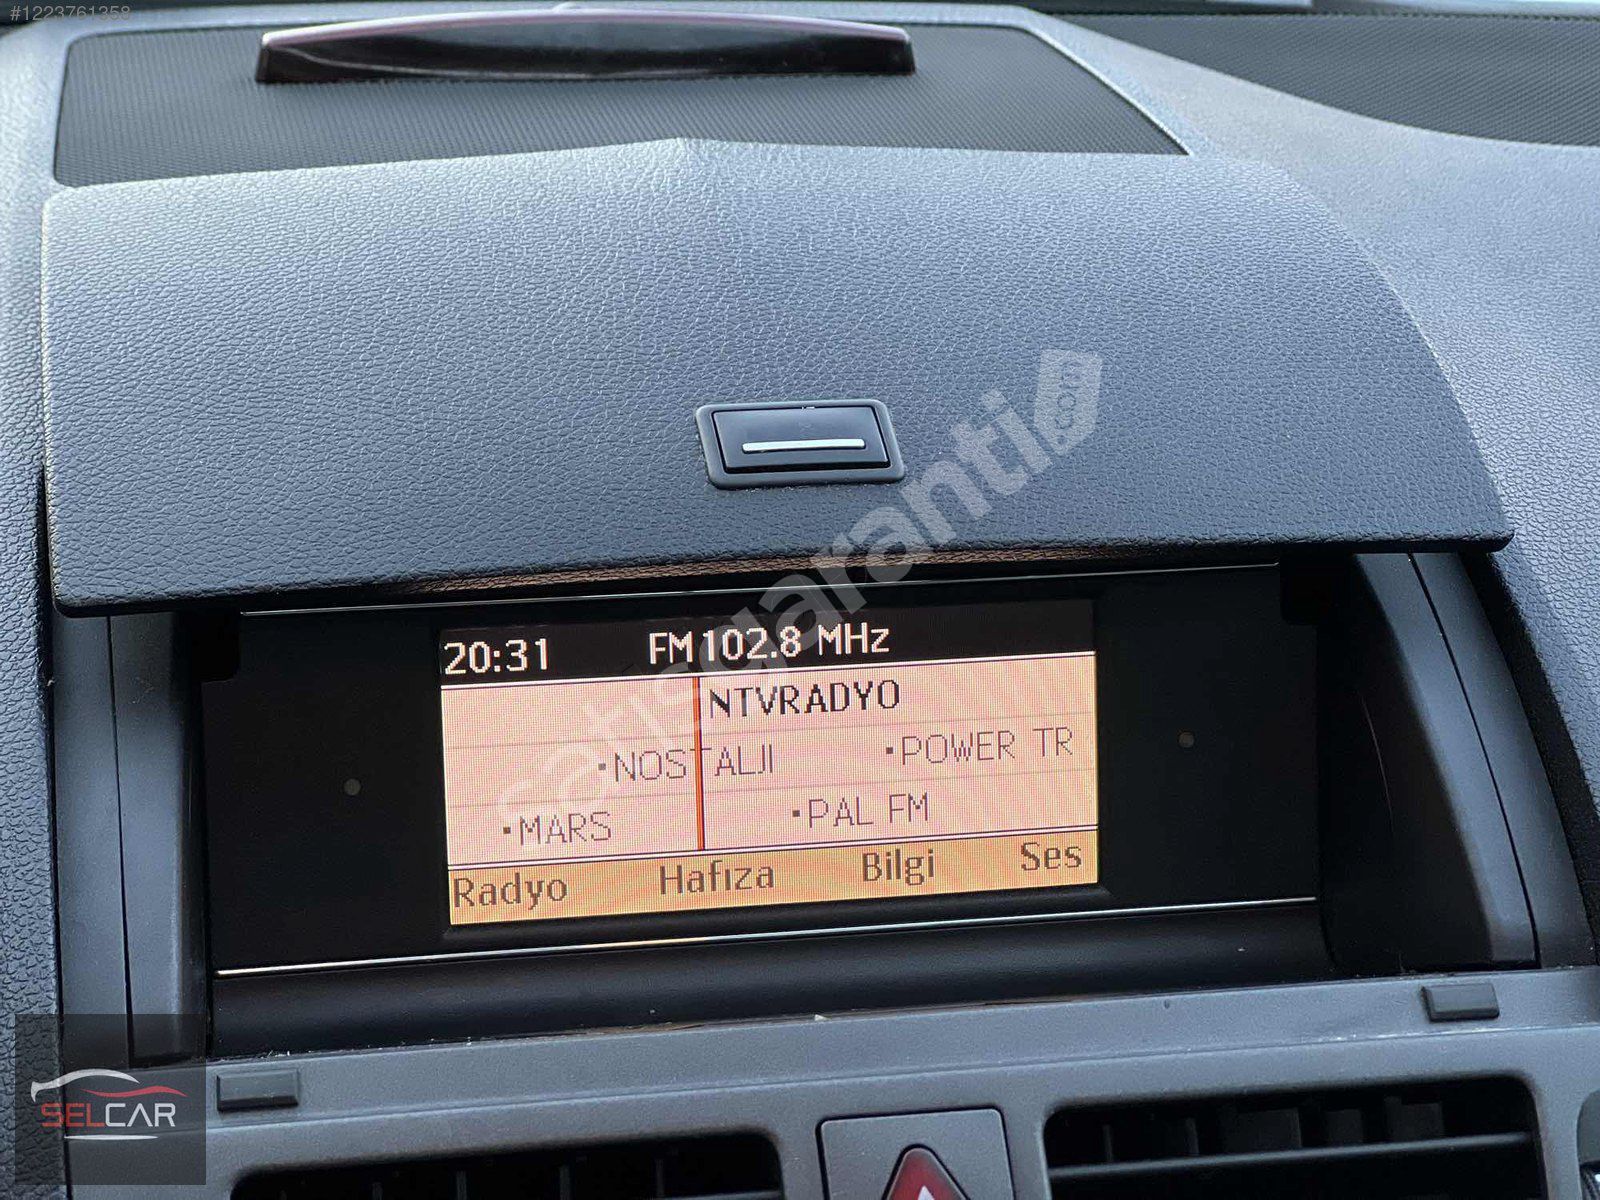 #1223761358
satisgaranti.com
20:31 FM 102.8 MHz
NTVRADYO
•NOSTALJI •POWER TR
•MARS •PAL FM
Radyo Hafıza Bilgi Ses
SELCAR